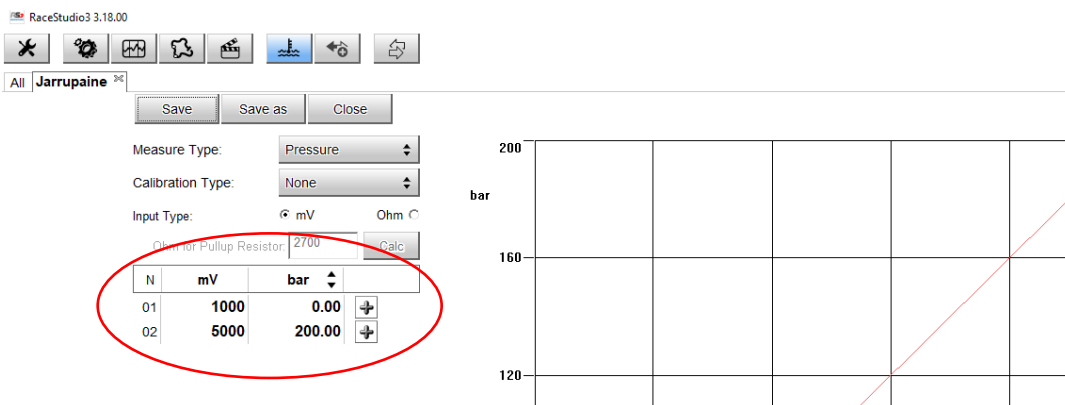 RS3 RaceStudio3 3.18.00
All Jarrupaine
Save Save as Close
Measure Type: Pressure
Calibration Type: None
Input Type: mV Ohm
Ohm for Pullup Resistor: 2700 Calc
N mV bar
01 1000 0.00
02 5000 200.00
200
bar
160
120